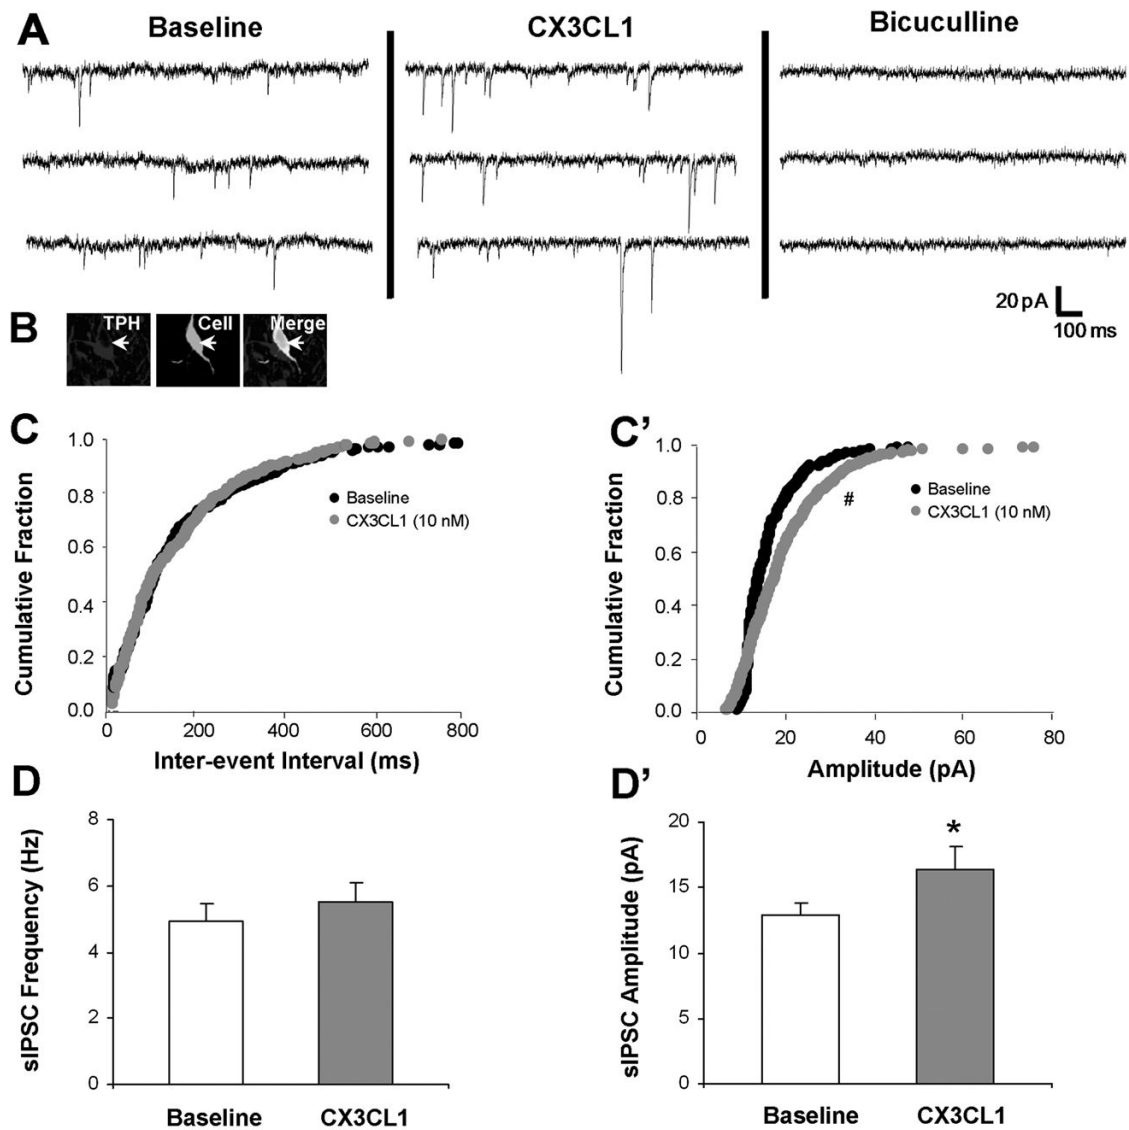 A
Baseline
CX3CL1
Bicuculline
20 pA
100 ms
B
TPH
Cell
Merge
C
Cumulative Fraction
1.0
0.8
0.6
0.4
0.2
0.0
0
200
400
600
800
Inter-event Interval (ms)
Baseline
CX3CL1 (10 nM)
C'
Cumulative Fraction
1.0
0.8
0.6
0.4
0.2
0.0
0
20
40
60
80
Amplitude (pA)
Baseline
CX3CL1 (10 nM)
#
D
sIPSC Frequency (Hz)
8
6
4
2
0
Baseline
CX3CL1
D'
sIPSC Amplitude (pA)
20
15
10
5
0
*
Baseline
CX3CL1